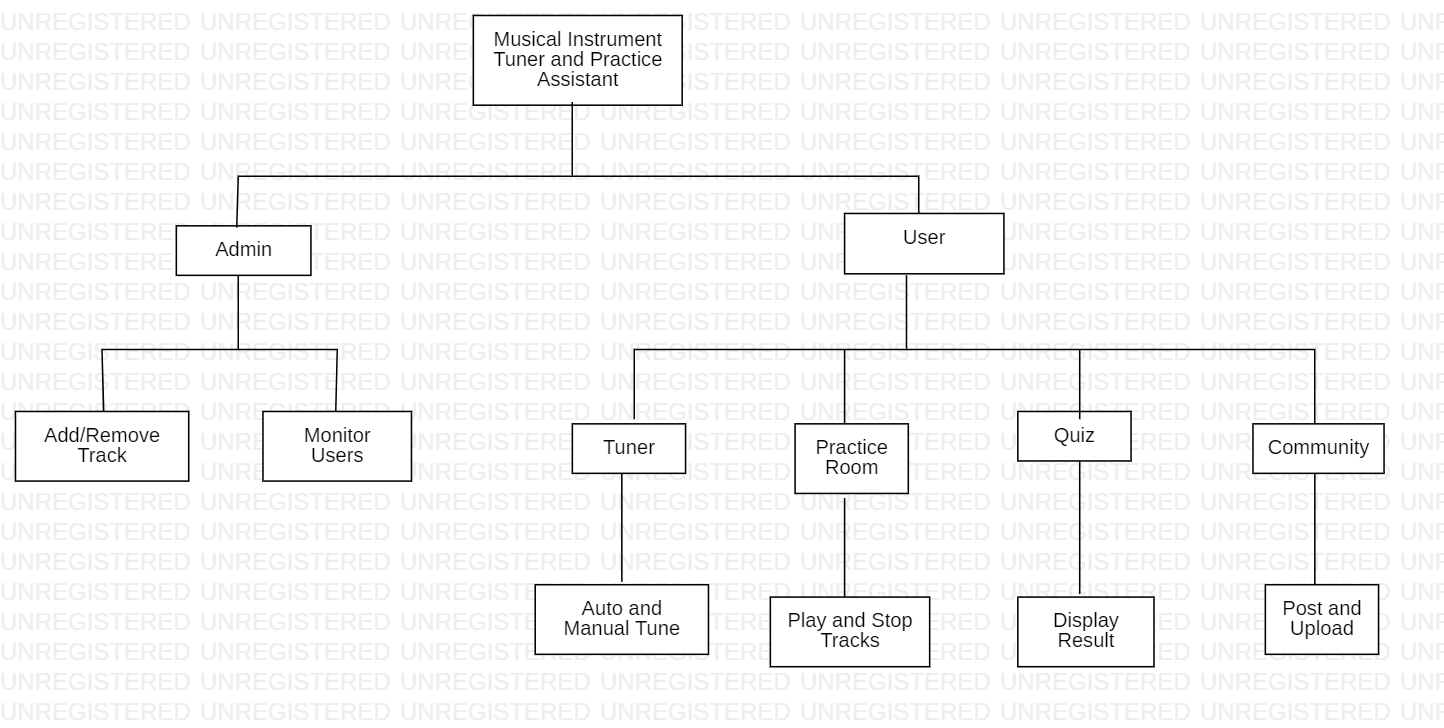 Musical Instrument
Tuner and Practice
Assistant
Admin
User
Add/Remove
Track
Monitor
Users
Tuner
Practice
Room
Quiz
Community
Auto and
Manual Tune
Play and Stop
Tracks
Display
Result
Post and
Upload
UNREGISTERED